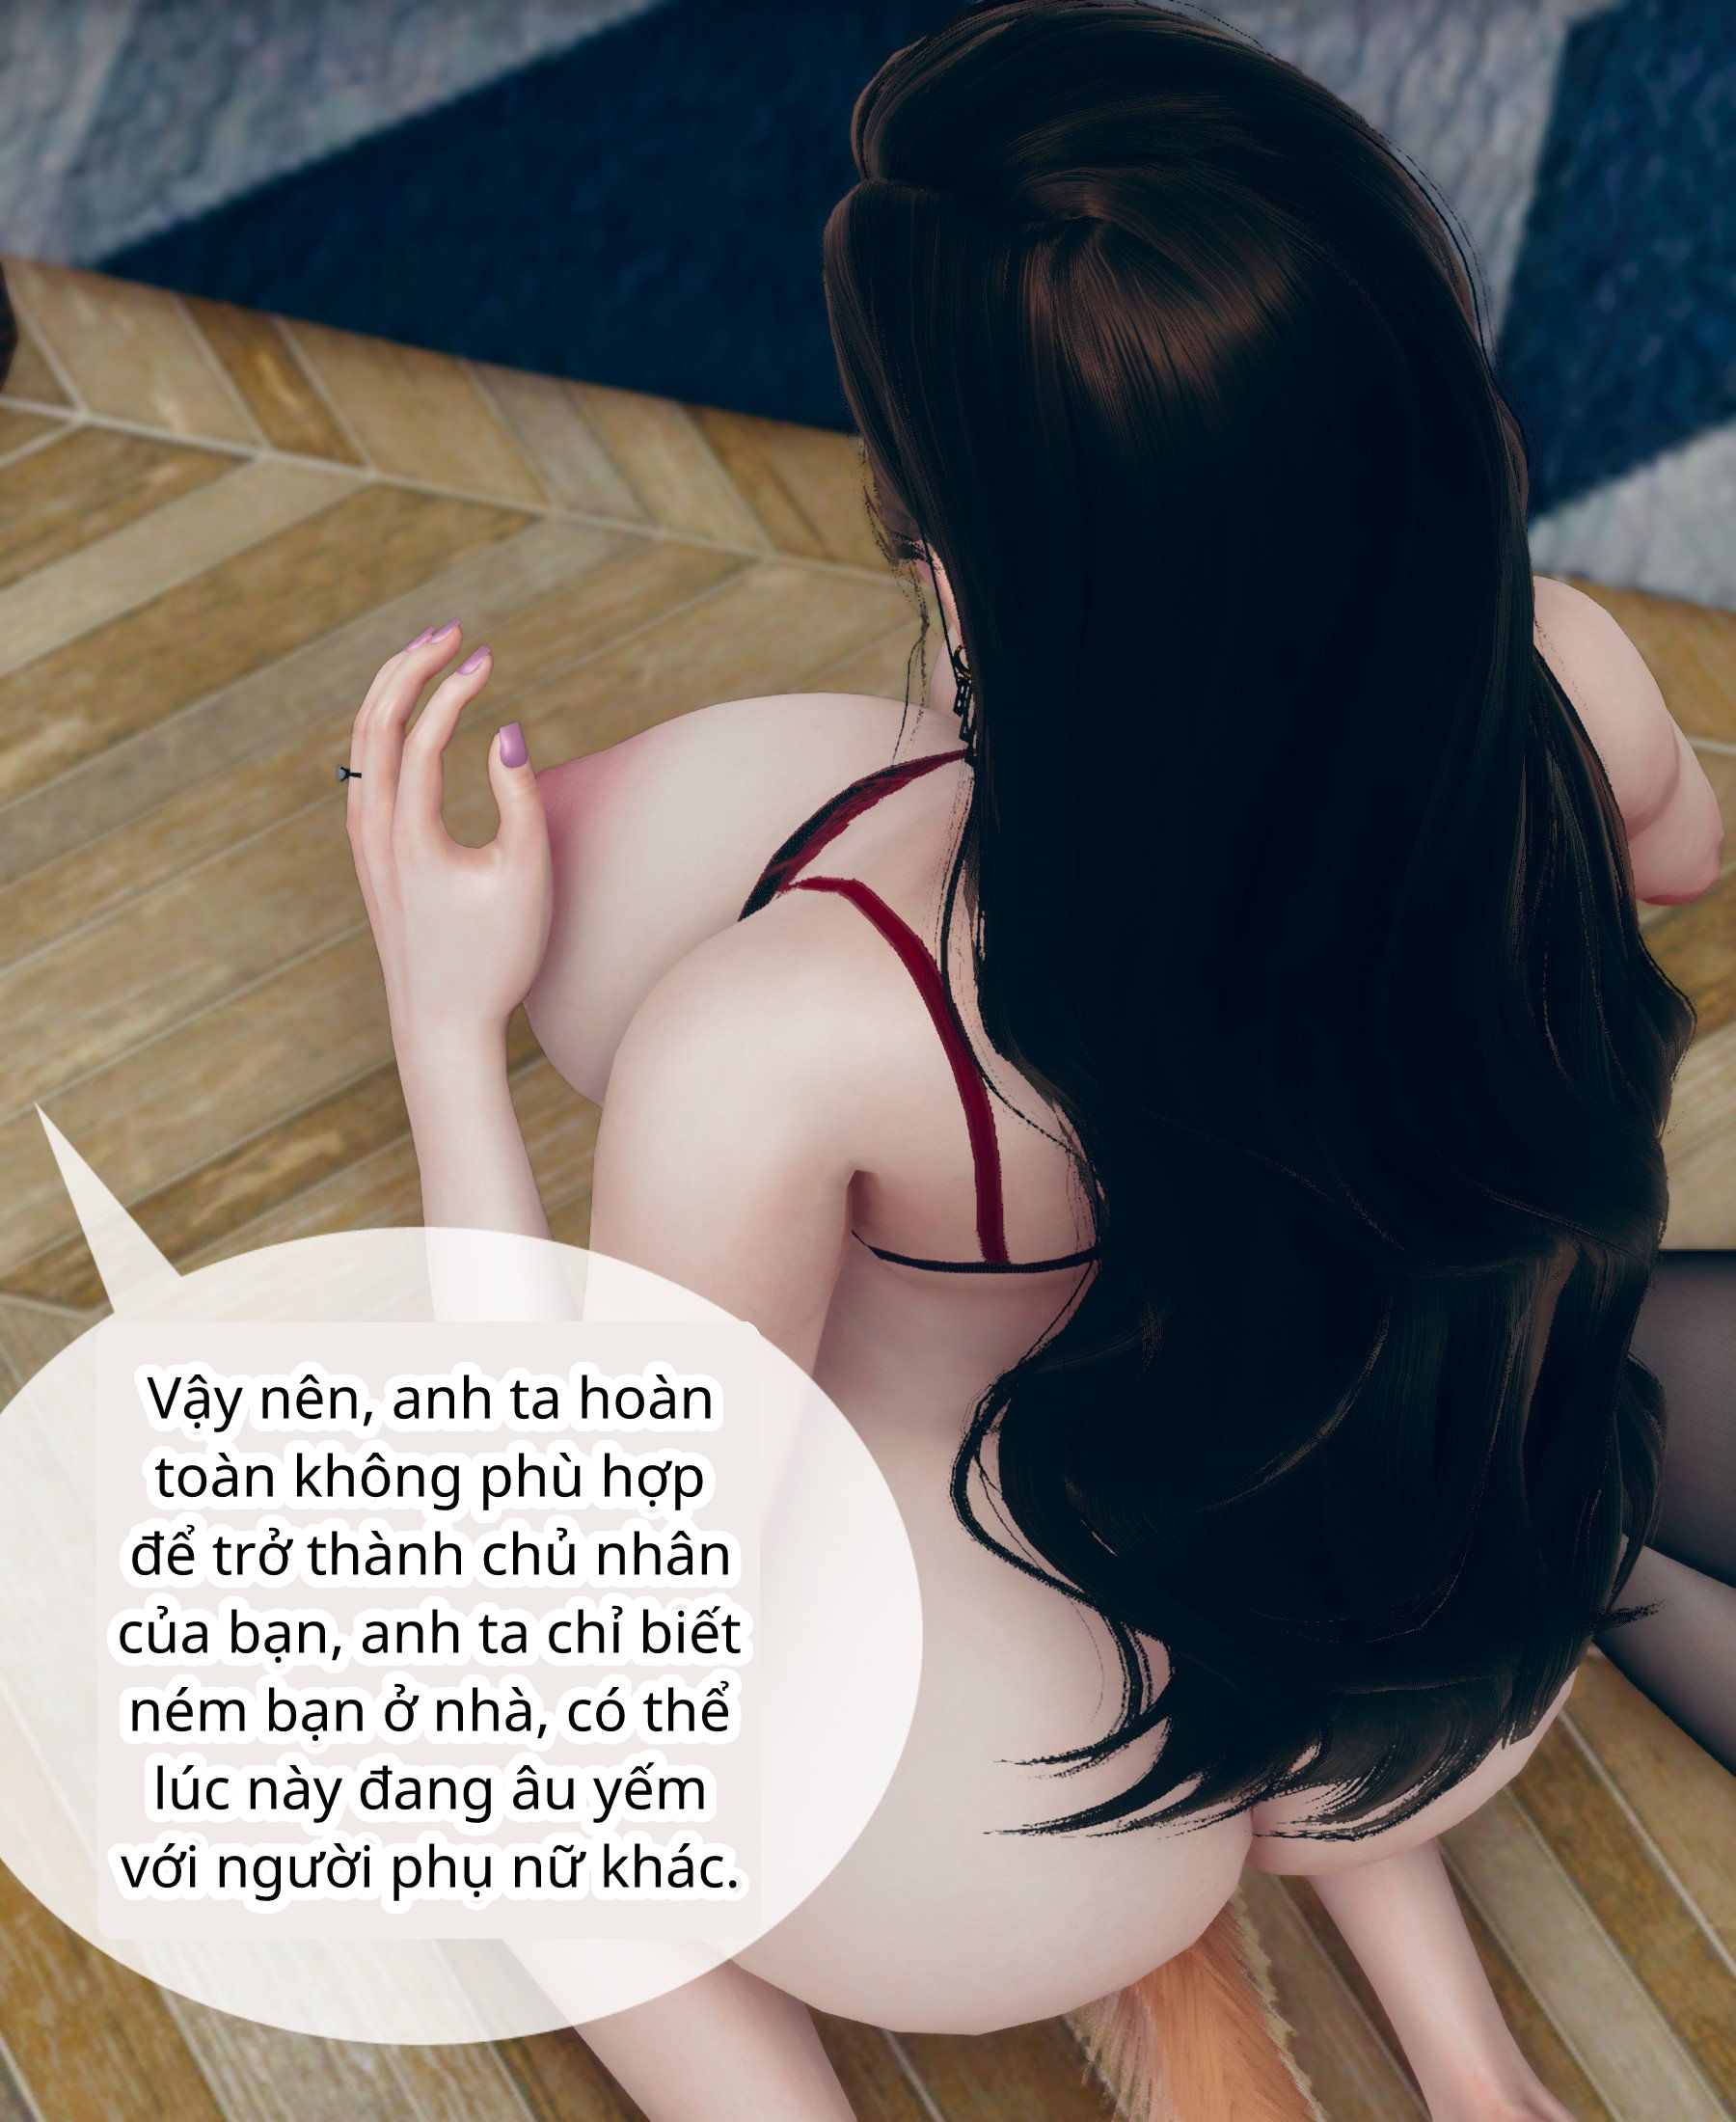 Vậy nên, anh ta hoàn
toàn không phù hợp
để trở thành chủ nhân
của bạn, anh ta chỉ biết
ném bạn ở nhà, có thể
lúc này đang âu yếm
với người phụ nữ khác.